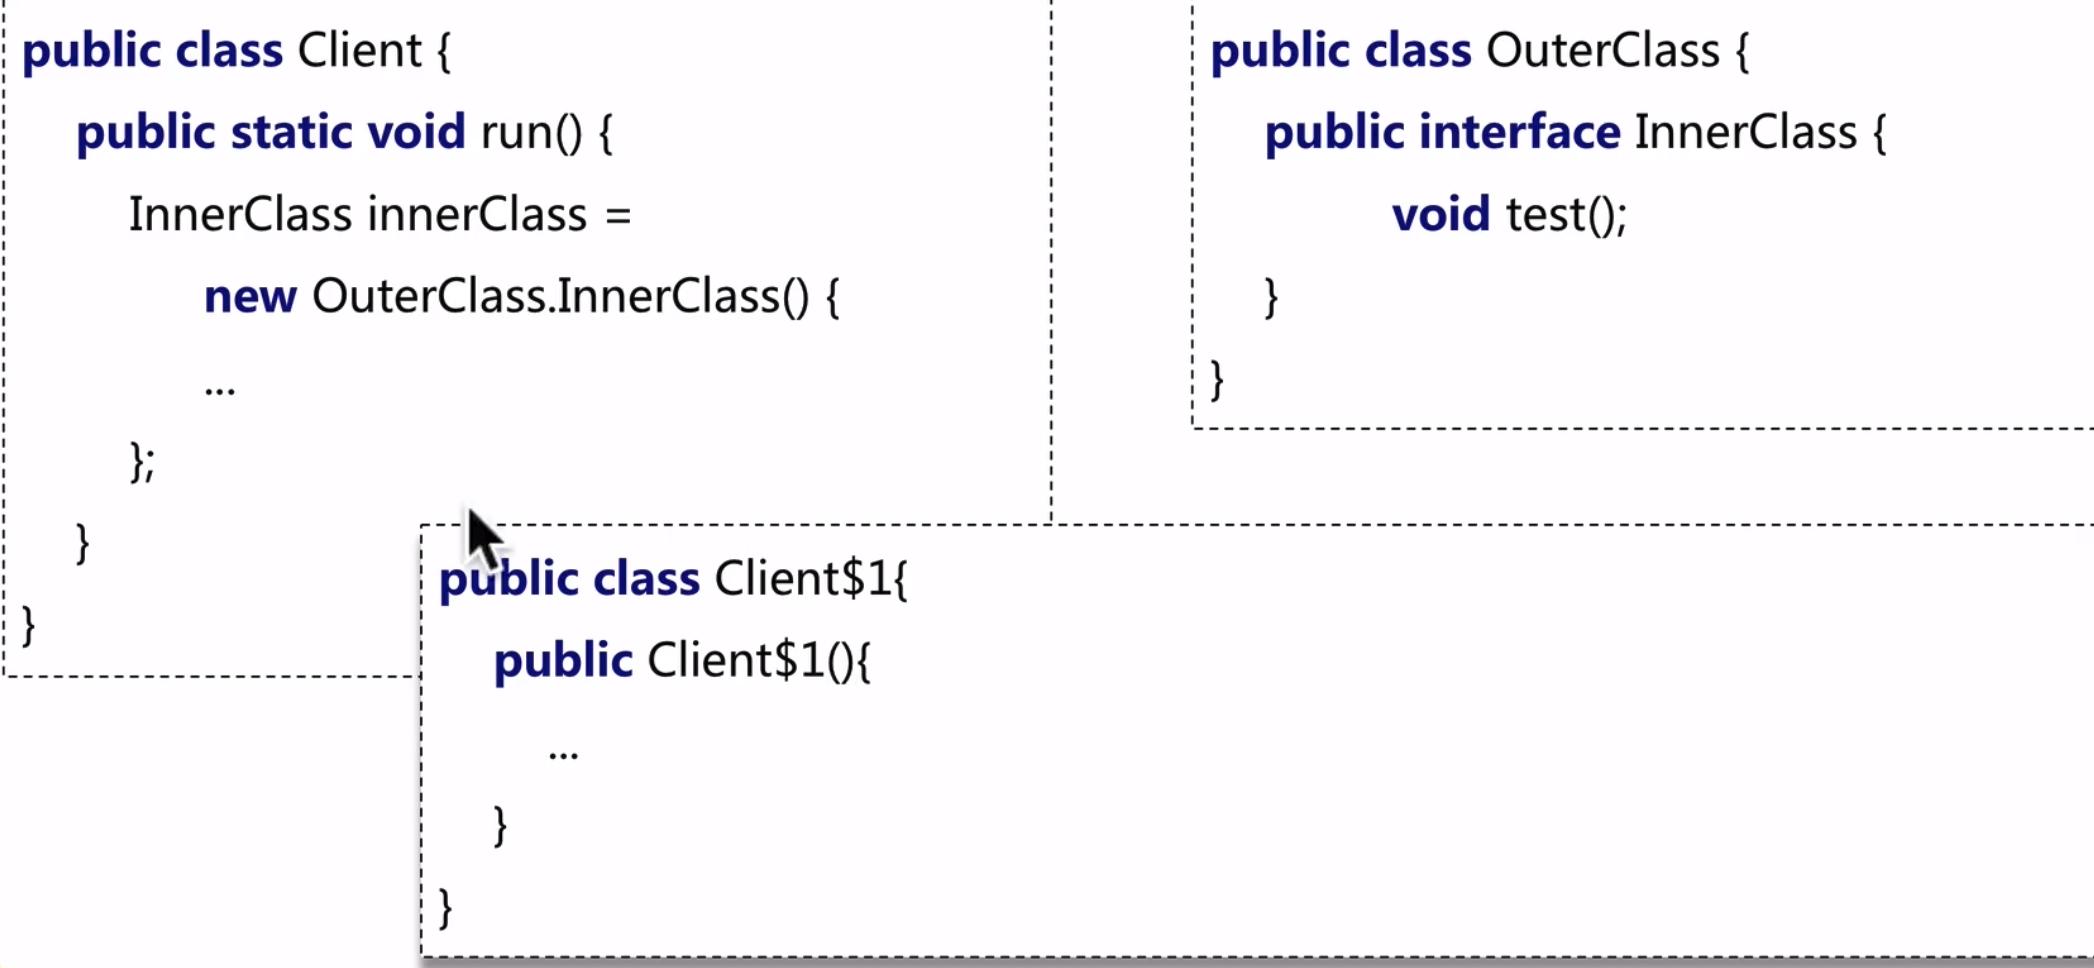 public class Client {
public static void run() {
InnerClass innerClass =
new OuterClass.InnerClass() {
...
};
}
}
public class OuterClass {
public interface InnerClass {
void test();
}
}
public class Client$1{
public Client$1(){
...
}
}